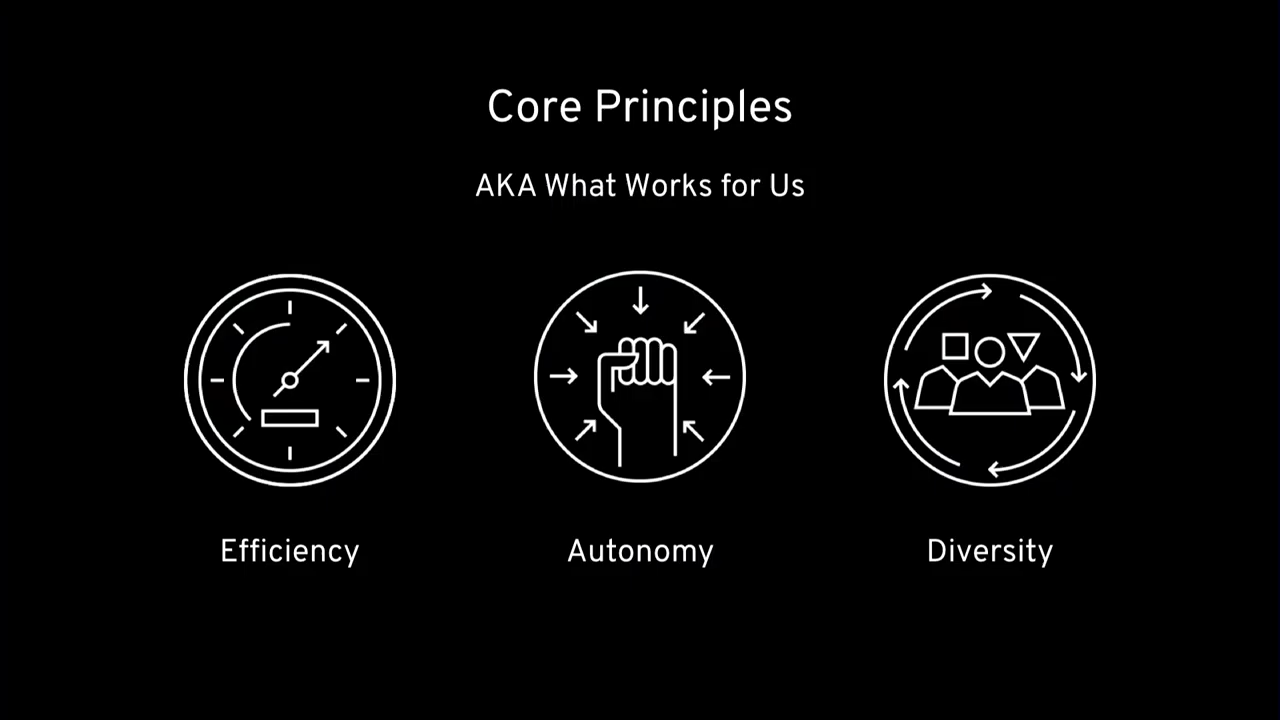 Core Principles
AKA What Works for Us
Efficiency
Autonomy
Diversity